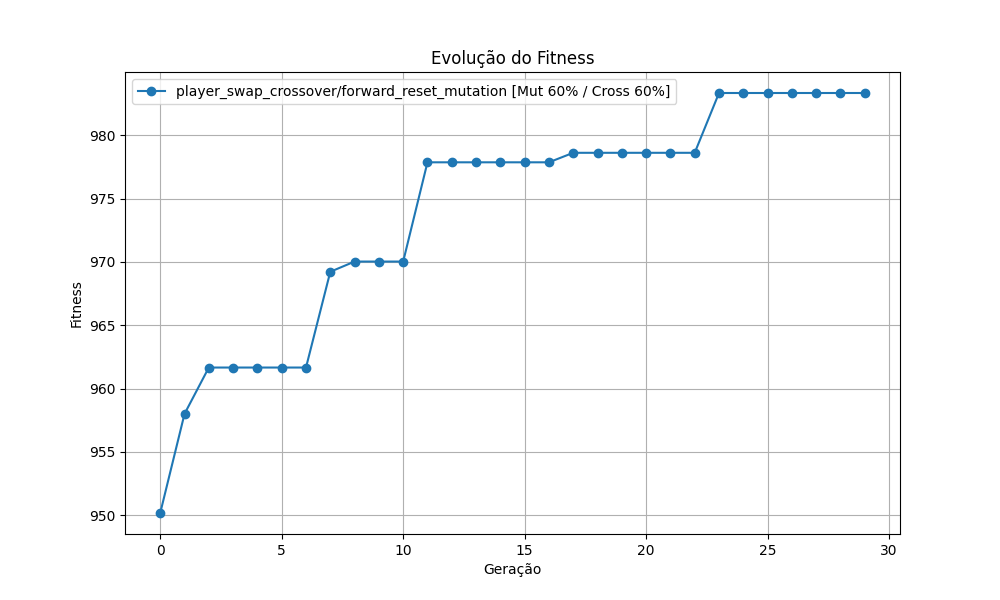 Evolução do Fitness
player_swap_crossover/forward_reset_mutation [Mut 60% / Cross 60%]
980
975
970
965
960
955
950
Fitness
0 5 10 15 20 25 30
Geração